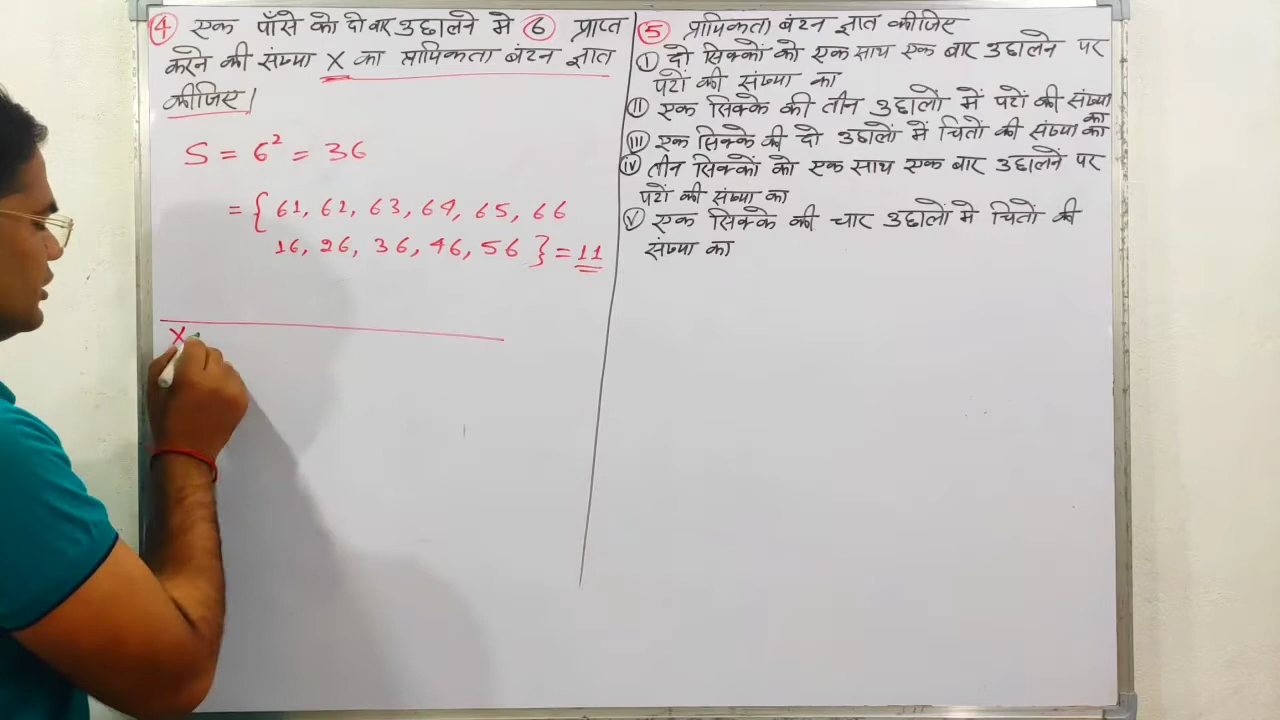 ④ एक पाँसे को दो बार उछालने मे ⑥ प्राप्त
करने की संख्या X का प्रायिकता बंटन ज्ञात
कीजिए।
S = 6² = 36
= { 61, 62, 63, 64, 65, 66
16, 26, 36, 46, 56 } = 11
X
⑤ प्रायिकता बंटन ज्ञात कीजिए
Ⓘ दो सिक्कों को एक साथ एक बार उछालने पर
पटों की संख्या का
Ⅱ एक सिक्के की तीन उछालों में पटों की संख्या
का
Ⅲ एक सिक्के की दो उछालों में चितों की संख्या का
Ⅳ तीन सिक्कों को एक साथ एक बार उछालने पर
पटों की संख्या का
Ⅴ एक सिक्के की चार उछालों मे चितों की
संख्या का